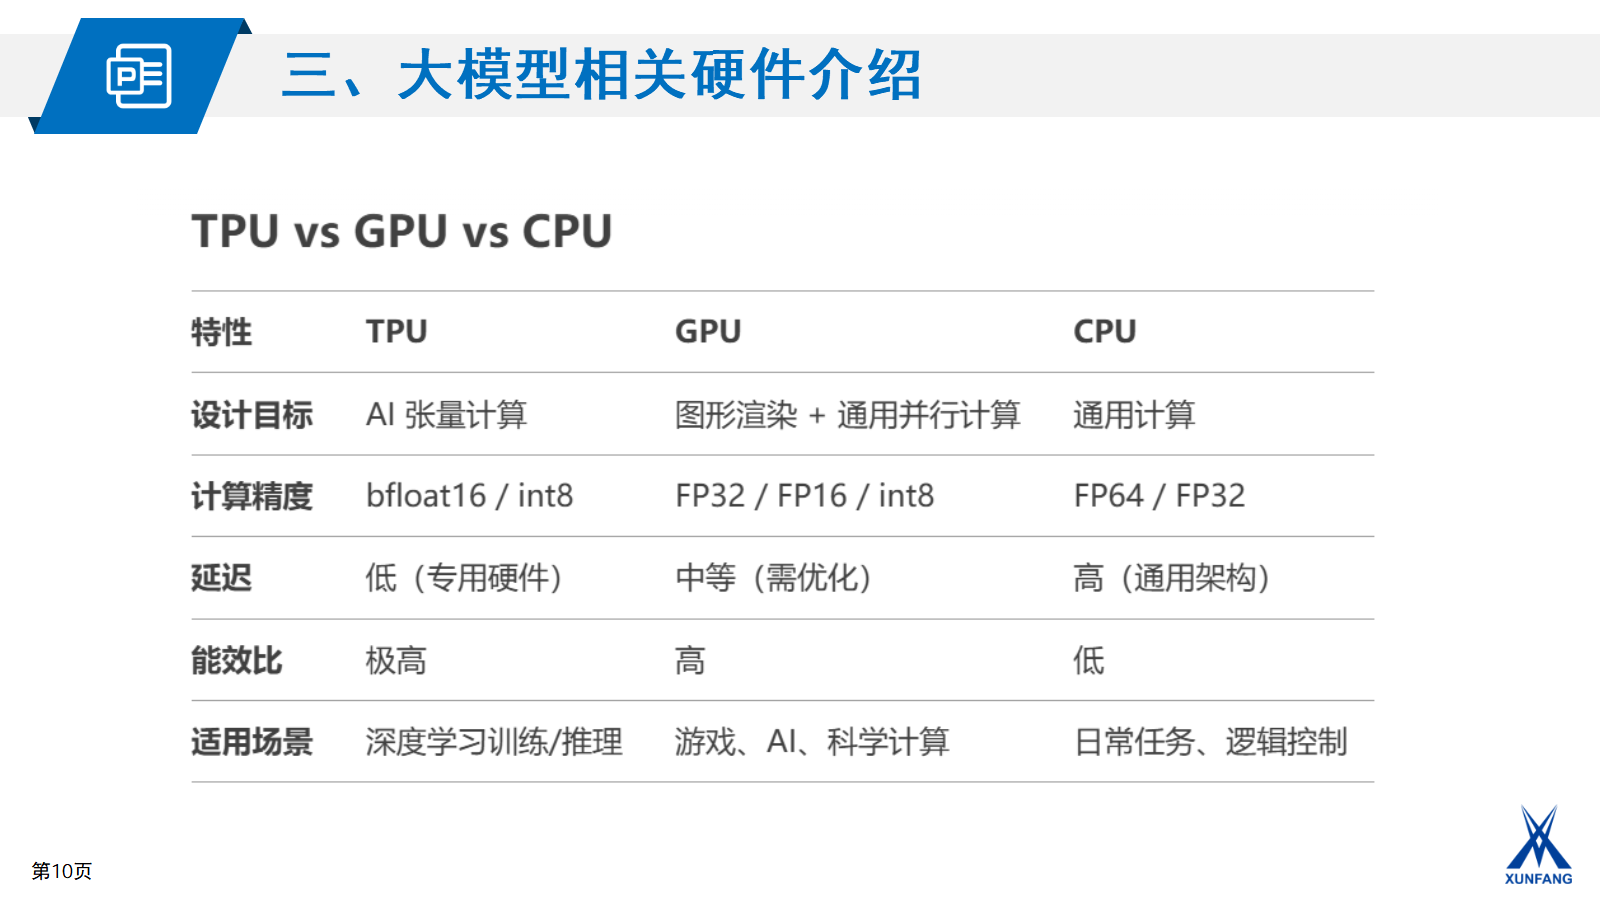 三、大模型相关硬件介绍
TPU vs GPU vs CPU
特性 TPU GPU CPU
设计目标 AI 张量计算 图形渲染 + 通用并行计算 通用计算
计算精度 bfloat16 / int8 FP32 / FP16 / int8 FP64 / FP32
延迟 低（专用硬件） 中等（需优化） 高（通用架构）
能效比 极高 高 低
适用场景 深度学习训练/推理 游戏、AI、科学计算 日常任务、逻辑控制
第10页
XUNFANG